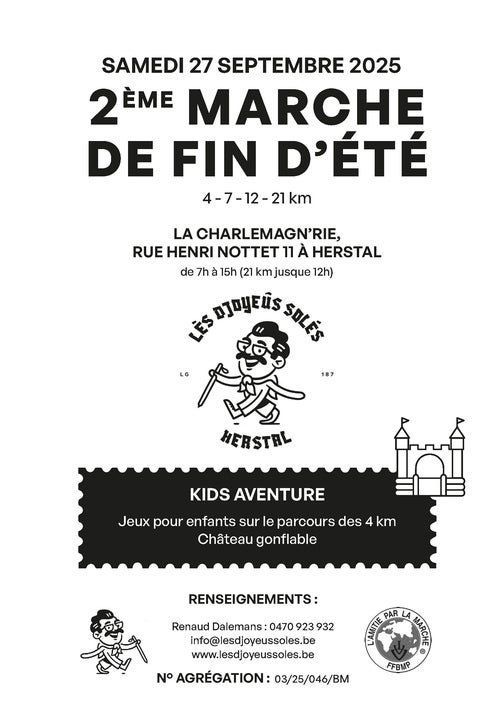 SAMEDI 27 SEPTEMBRE 2025
2ÈME MARCHE
DE FIN D'ÉTÉ
4 - 7 - 12 - 21 km
LA CHARLEMAGN'RIE,
RUE HENRI NOTTET 11 À HERSTAL
de 7h à 15h (21 km jusque 12h)
LÈS DJOYEÛS SOLÉS
LG 187
HERSTAL
KIDS AVENTURE
Jeux pour enfants sur le parcours des 4 km
Château gonflable
RENSEIGNEMENTS :
Renaud Dalemans : 0470 923 932
info@lesdjoyeussoles.be
www.lesdjoyeussoles.be
L'AMITIE PAR LA MARCHE
®
FFBMP
N° AGRÉGATION : 03/25/046/BM